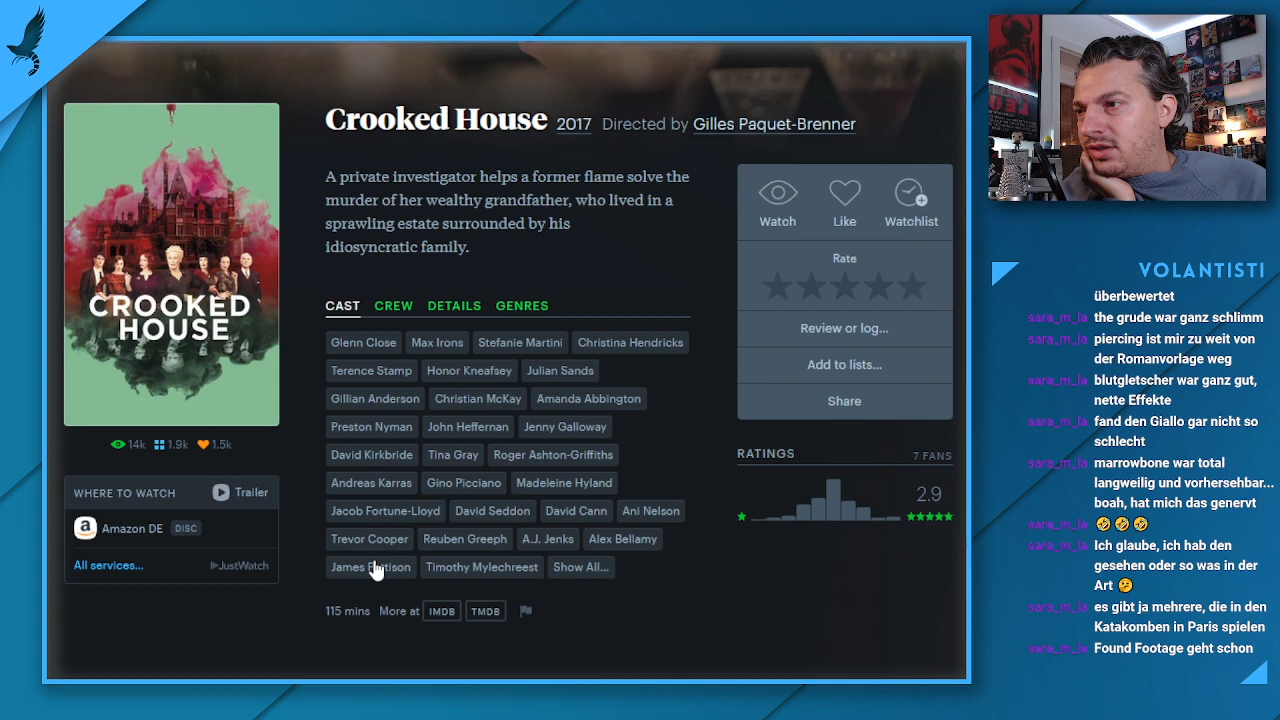 Crooked House 2017 Directed by Gilles Paquet-Brenner
A private investigator helps a former flame solve the
murder of her wealthy grandfather, who lived in a
sprawling estate surrounded by his
idiosyncratic family.
CROOKED
HOUSE
14k 1.9k 1.5k
WHERE TO WATCH Trailer
Amazon DE DISC
All services... JustWatch
CAST CREW DETAILS GENRES
Glenn Close Max Irons Stefanie Martini Christina Hendricks
Terence Stamp Honor Kneafsey Julian Sands
Gillian Anderson Christian McKay Amanda Abbington
Preston Nyman John Heffernan Jenny Galloway
David Kirkbride Tina Gray Roger Ashton-Griffiths
Andreas Karras Gino Picciano Madeleine Hyland
Jacob Fortune-Lloyd David Seddon David Cann Ani Nelson
Trevor Cooper Reuben Greeph A.J. Jenks Alex Bellamy
James Timothy Mylechreest Show All...
115 mins More at IMDB TMDB
Watch Like Watchlist
Rate
Review or log...
Add to lists...
Share
RATINGS 7 FANS
2.9
VOLANTISTI
überbewertet
sara_m_la the grude war ganz schlimm
sara_m_la piercing ist mir zu weit von
der Romanvorlage weg
sara_m_la blutgletscher war ganz gut,
nette Effekte
sara_m_la fand den Giallo gar nicht so
schlecht
sara_m_la marrowbone war total
langweilig und vorhersehbar...
boah, hat mich das genervt
sara_m_la 🤣🤣🤣
sara_m_la Ich glaube, ich hab den
gesehen oder so was in der
Art 🤔
sara_m_la es gibt ja mehrere, die in den
Katakomben in Paris spielen
sara_m_la Found Footage geht schon